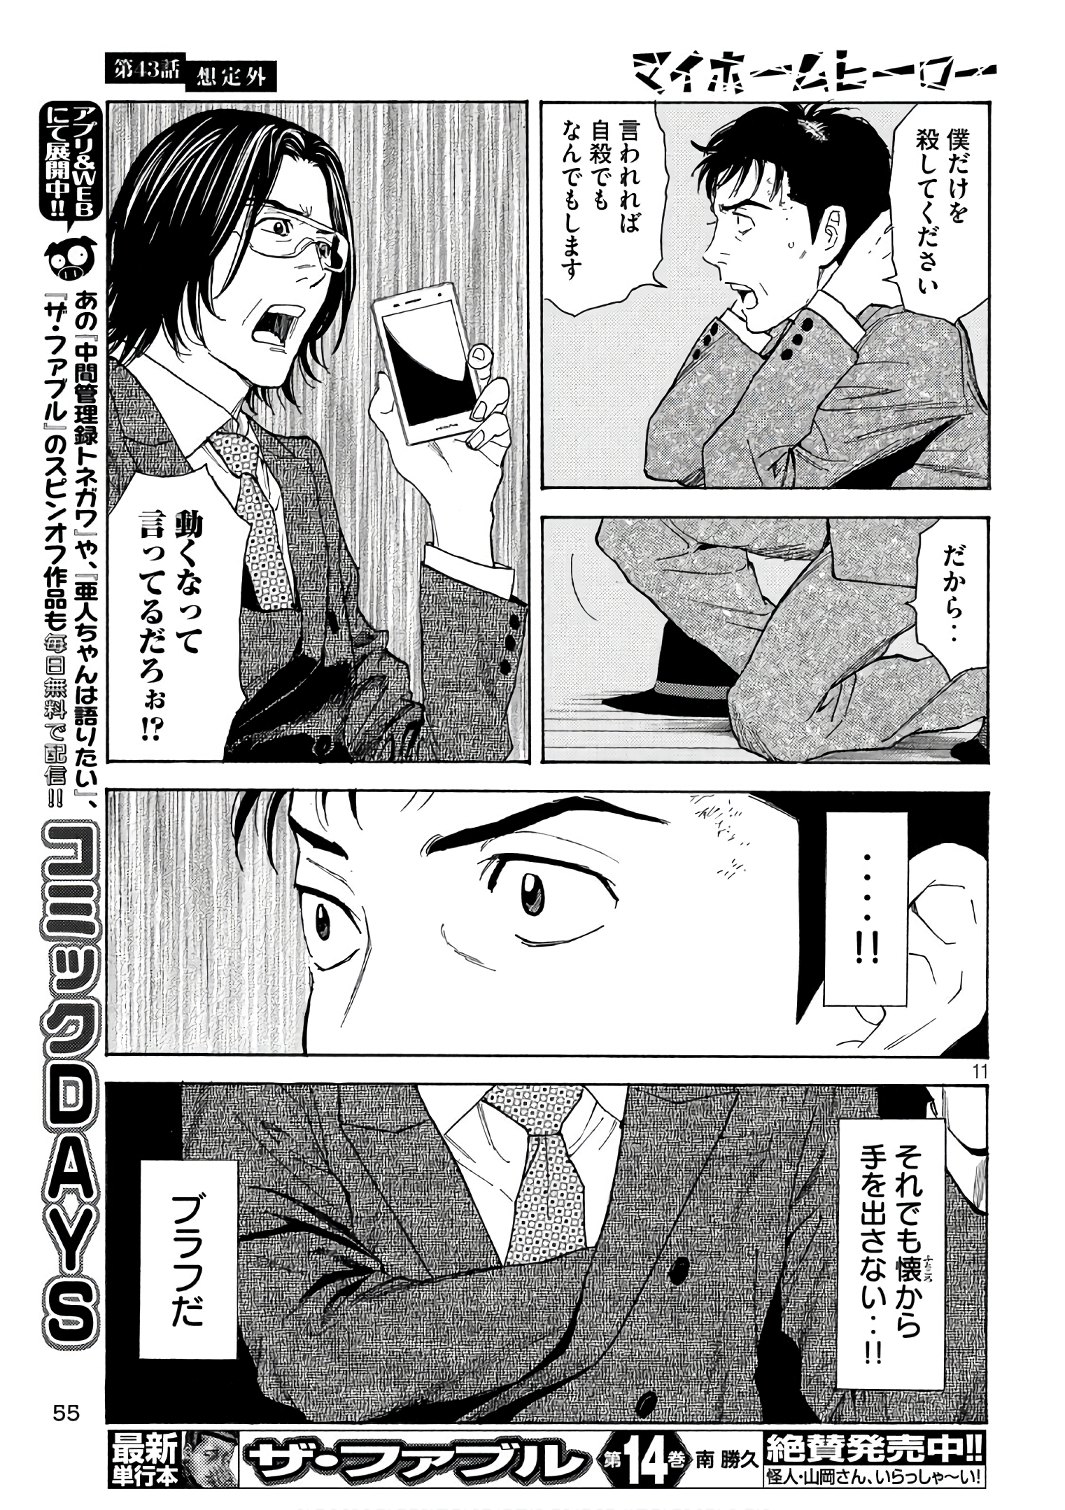 マイホームヒーロー
第43話
想定外
僕だけを
殺してください
言われれば
自殺でも
なんでもします
だから‥
動くなって
言ってるだろぉ!?
‥‥!!
11
それでも懐から
ふところ
手を出さない‥!!
ブラフだ
アプリ&WEB
にて展開中!!
あの『中間管理録トネガワ』や、『亜人ちゃんは語りたい』、
『ザ・ファブル』のスピンオフ作品も毎日無料で配信!!
コミックDAYS
55
最新
単行本
ザ・ファブル
第14巻
南 勝久
絶賛発売中!!
怪人・山岡さん、いらっしゃ〜い!